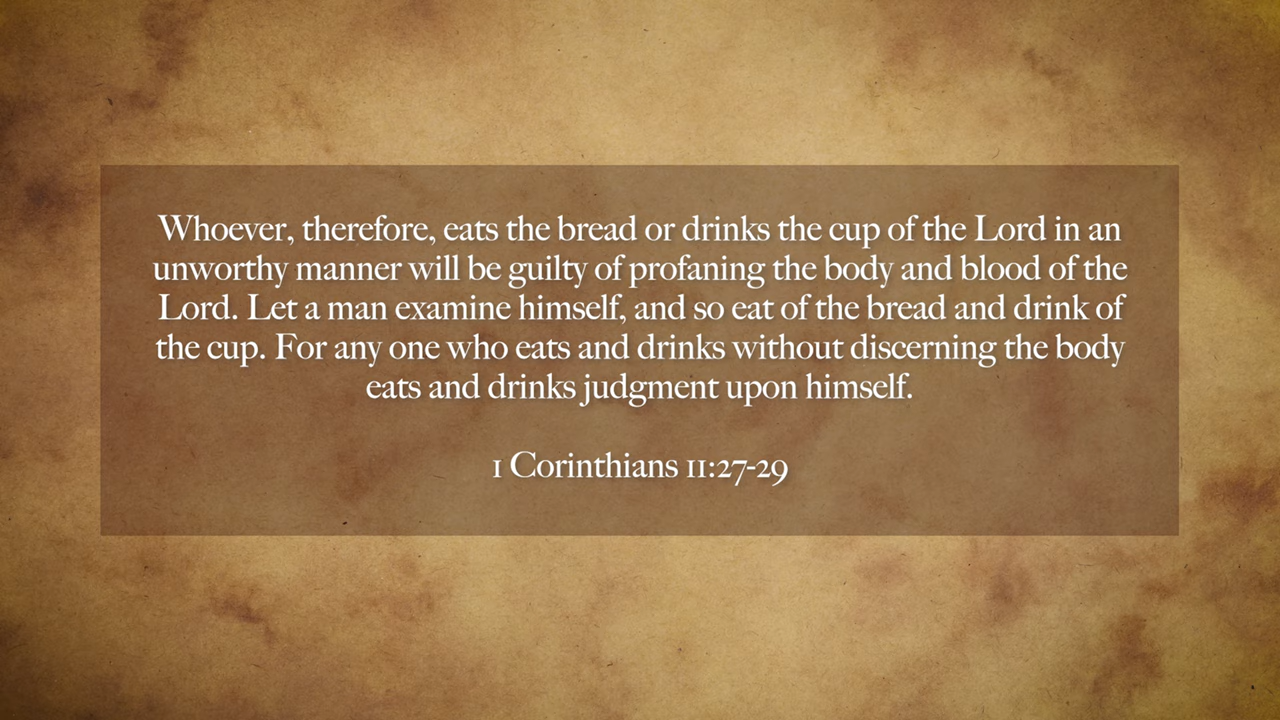 Whoever, therefore, eats the bread or drinks the cup of the Lord in an
unworthy manner will be guilty of profaning the body and blood of the
Lord. Let a man examine himself, and so eat of the bread and drink of
the cup. For any one who eats and drinks without discerning the body
eats and drinks judgment upon himself.
1 Corinthians 11:27-29